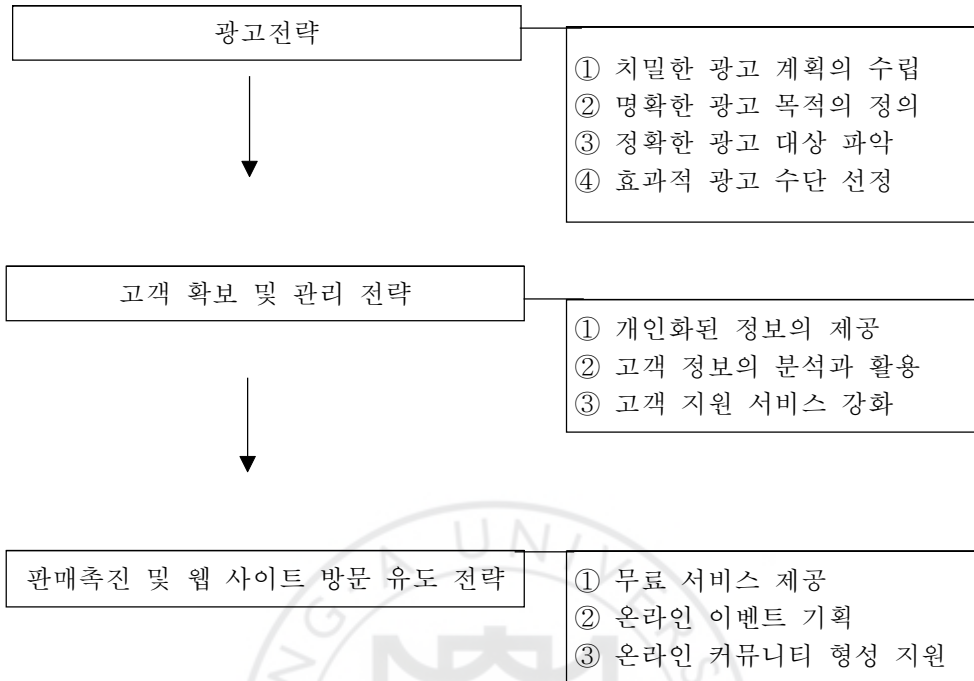 광고전략
① 치밀한 광고 계획의 수립
② 명확한 광고 목적의 정의
③ 정확한 광고 대상 파악
④ 효과적 광고 수단 선정
고객 확보 및 관리 전략
① 개인화된 정보의 제공
② 고객 정보의 분석과 활용
③ 고객 지원 서비스 강화
판매촉진 및 웹 사이트 방문 유도 전략
① 무료 서비스 제공
② 온라인 이벤트 기획
③ 온라인 커뮤니티 형성 지원
NGGA UNIVERS